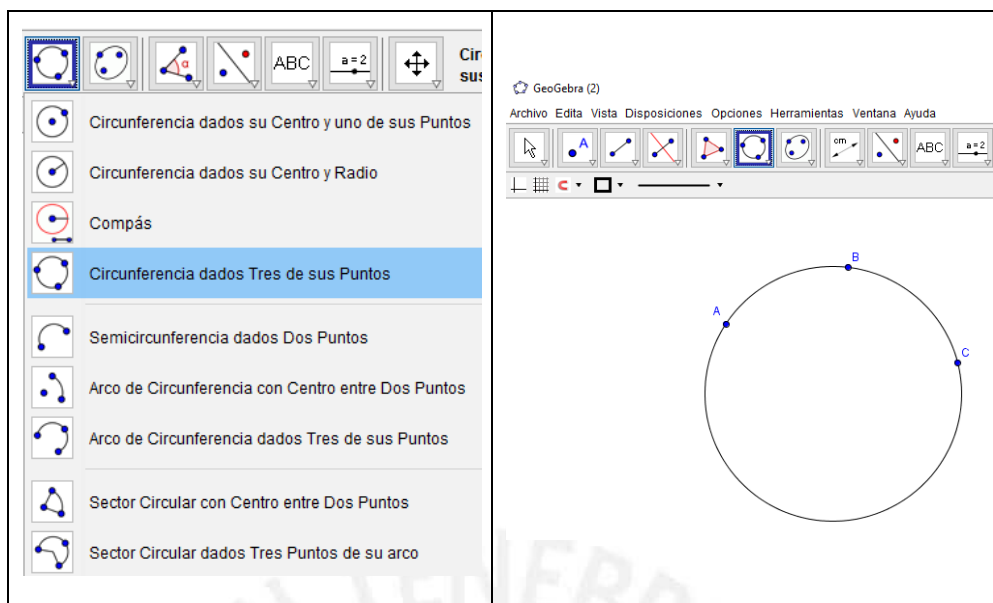 α
ABC
a = 2
Cir
sus
Circunferencia dados su Centro y uno de sus Puntos
Circunferencia dados su Centro y Radio
Compás
Circunferencia dados Tres de sus Puntos
Semicircunferencia dados Dos Puntos
Arco de Circunferencia con Centro entre Dos Puntos
Arco de Circunferencia dados Tres de sus Puntos
Sector Circular con Centro entre Dos Puntos
Sector Circular dados Tres Puntos de su arco
GeoGebra (2)
Archivo Edita Vista Disposiciones Opciones Herramientas Ventana Ayuda
A
cm
ABC
a = 2
B
A
C
TENEBR